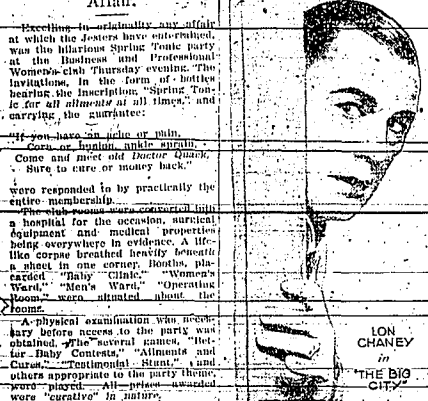 Affair.
Excelling in originality any affair
at which the Jesters have entertained,
was the hilarious Spring Tonic party
at the Business and Professional
Women's club Thursday evening. The
invitations, in the form of bottles
bearing the inscription, "Spring Ton-
ic for all ailments at all times," and
carrying the guarantee:
"If you have an ache or pain,
Corn or bunion, ankle sprain,
Come and meet old Doctor Quack,
Sure to cure or money back."
were responded to by practically the
entire membership.
The club rooms were converted into
a hospital for the occasion, surgical
equipment and medical properties
being everywhere in evidence. A life-
like corpse breathed heavily beneath
a sheet in one corner. Booths, pla-
carded "Baby Clinic," "Women's
Ward," "Men's Ward," "Operating
Room," were situated about the
rooms.
A physical examination was neces-
sary before access to the party was
obtained. The several games, "Bet-
ter Baby Contests," "Ailments and
Cures," "Testimonial Stunt," and
others appropriate to the party theme,
were played. All prizes awarded
were "curative" in nature.
LON
CHANEY
in
"THE BIG
CITY"